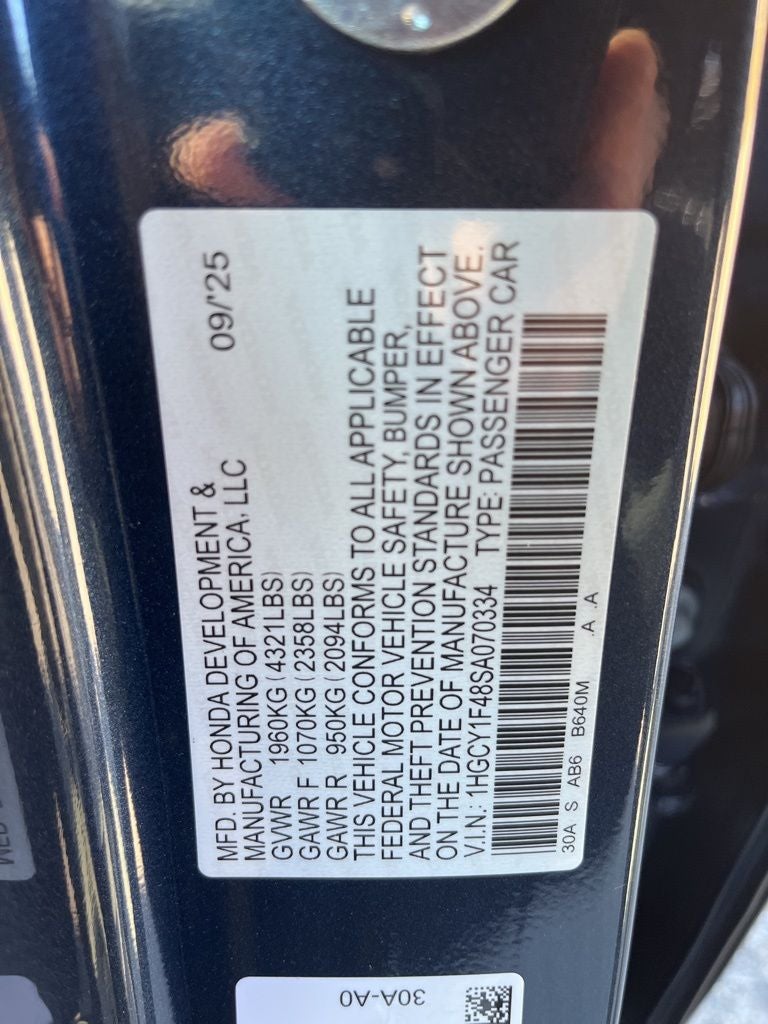 MFD. BY HONDA DEVELOPMENT & 09/'25
MANUFACTURING OF AMERICA, LLC
GVWR 1960KG (4321LBS)
GAWR F 1070KG (2358LBS)
GAWR R 950KG (2094LBS)
THIS VEHICLE CONFORMS TO ALL APPLICABLE
FEDERAL MOTOR VEHICLE SAFETY, BUMPER,
AND THEFT PREVENTION STANDARDS IN EFFECT
ON THE DATE OF MANUFACTURE SHOWN ABOVE.
V.I.N.: 1HGCY1F48SA070334 TYPE: PASSENGER CAR
30A S AB6 B640M .A .A
30A-A0